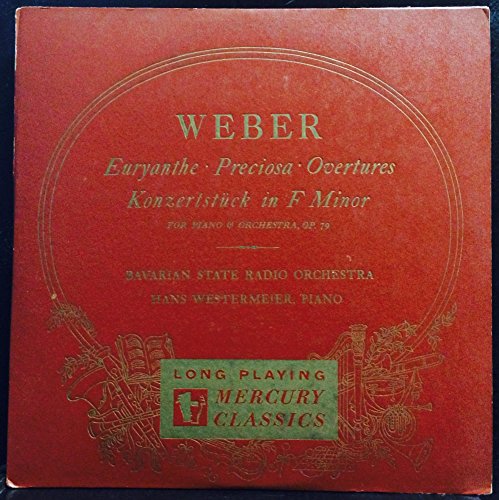 WEBER
Euryanthe · Preciosa · Overtures
Konzertstück in F Minor
FOR PIANO & ORCHESTRA, OP. 79
BAVARIAN STATE RADIO ORCHESTRA
HANS WESTERMEIER, PIANO
LONG PLAYING
MERCURY
CLASSICS